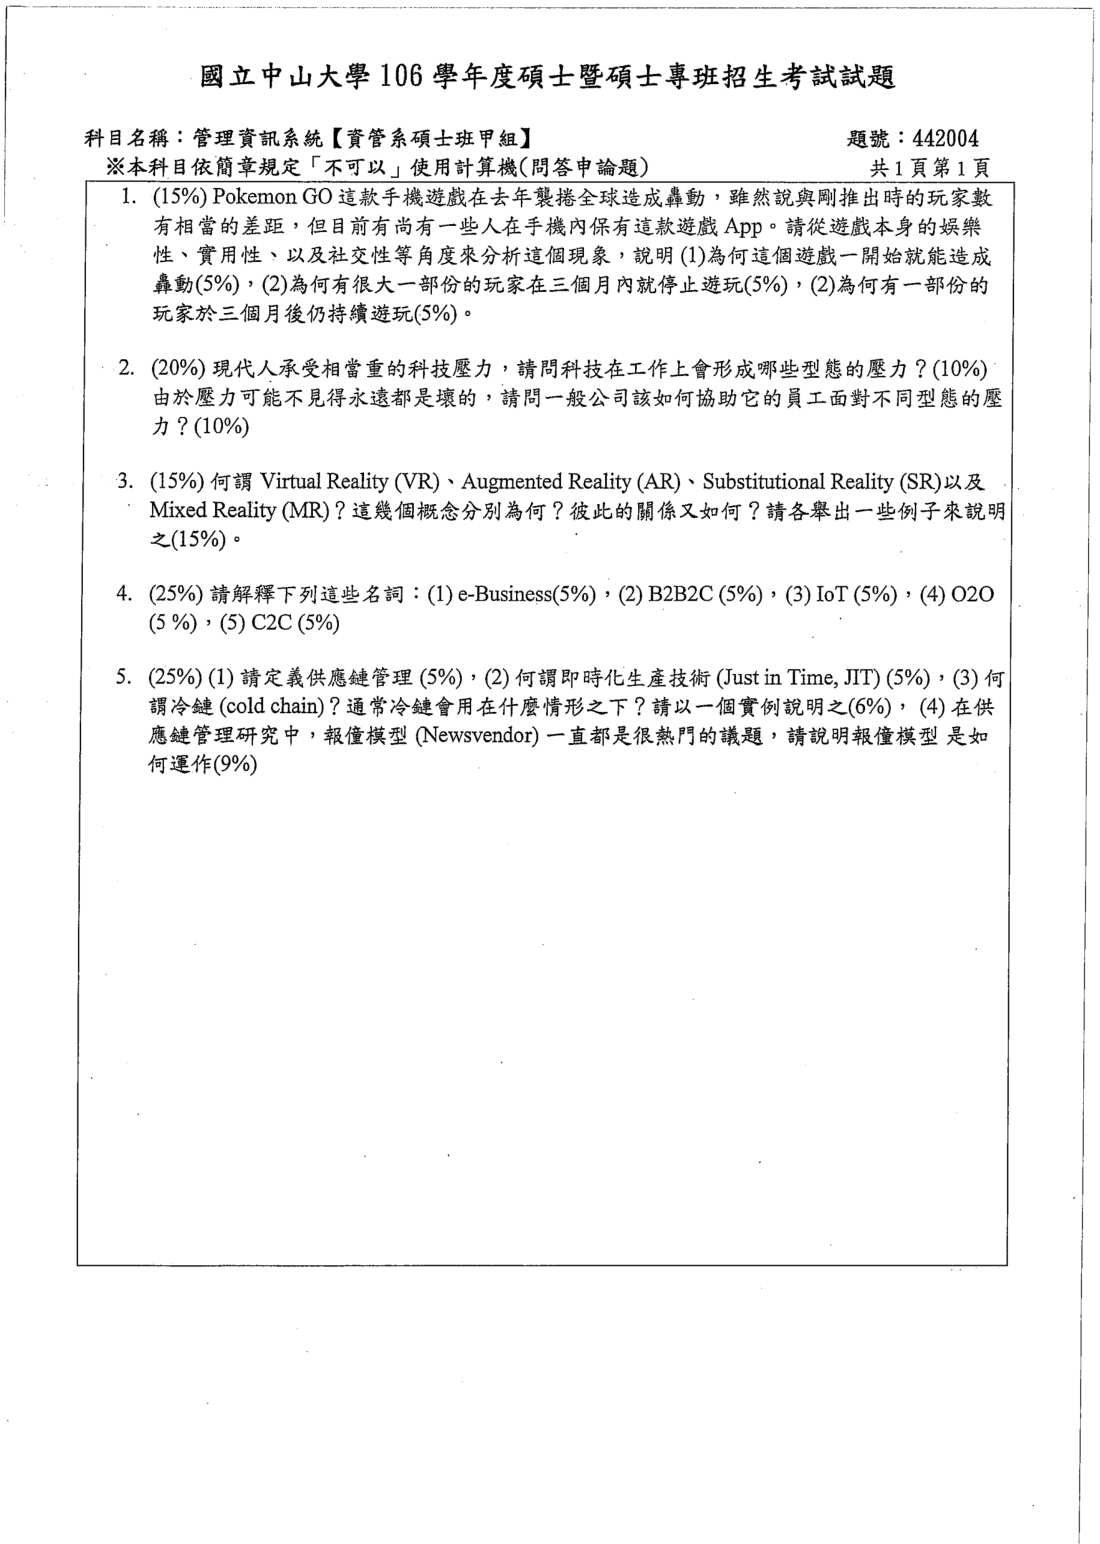 國立中山大學 106 學年度碩士暨碩士專班招生考試試題
科目名稱：管理資訊系統【資管系碩士班甲組】 題號：442004
※本科目依簡章規定「不可以」使用計算機(問答申論題) 共1頁第1頁
1. (15%) Pokemon GO 這款手機遊戲在去年襲捲全球造成轟動，雖然說與剛推出時的玩家數
有相當的差距，但目前有尚有一些人在手機內保有這款遊戲 App。請從遊戲本身的娛樂
性、實用性、以及社交性等角度來分析這個現象，說明 (1)為何這個遊戲一開始就能造成
轟動(5%)，(2)為何有很大一部份的玩家在三個月內就停止遊玩(5%)，(2)為何有一部份的
玩家於三個月後仍持續遊玩(5%)。
2. (20%) 現代人承受相當重的科技壓力，請問科技在工作上會形成哪些型態的壓力？(10%)
由於壓力可能不見得永遠都是壞的，請問一般公司該如何協助它的員工面對不同型態的壓
力？(10%)
3. (15%) 何謂 Virtual Reality (VR)、Augmented Reality (AR)、Substitutional Reality (SR)以及
Mixed Reality (MR)？這幾個概念分別為何？彼此的關係又如何？請各舉出一些例子來說明
之(15%)。
4. (25%) 請解釋下列這些名詞：(1) e-Business(5%)，(2) B2B2C (5%)，(3) IoT (5%)，(4) O2O
(5 %)，(5) C2C (5%)
5. (25%) (1) 請定義供應鏈管理 (5%)，(2) 何謂即時化生產技術 (Just in Time, JIT) (5%)，(3) 何
謂冷鏈 (cold chain)？通常冷鏈會用在什麼情形之下？請以一個實例說明之(6%)， (4) 在供
應鏈管理研究中，報僮模型 (Newsvendor) 一直都是很熱門的議題，請說明報僮模型 是如
何運作(9%)